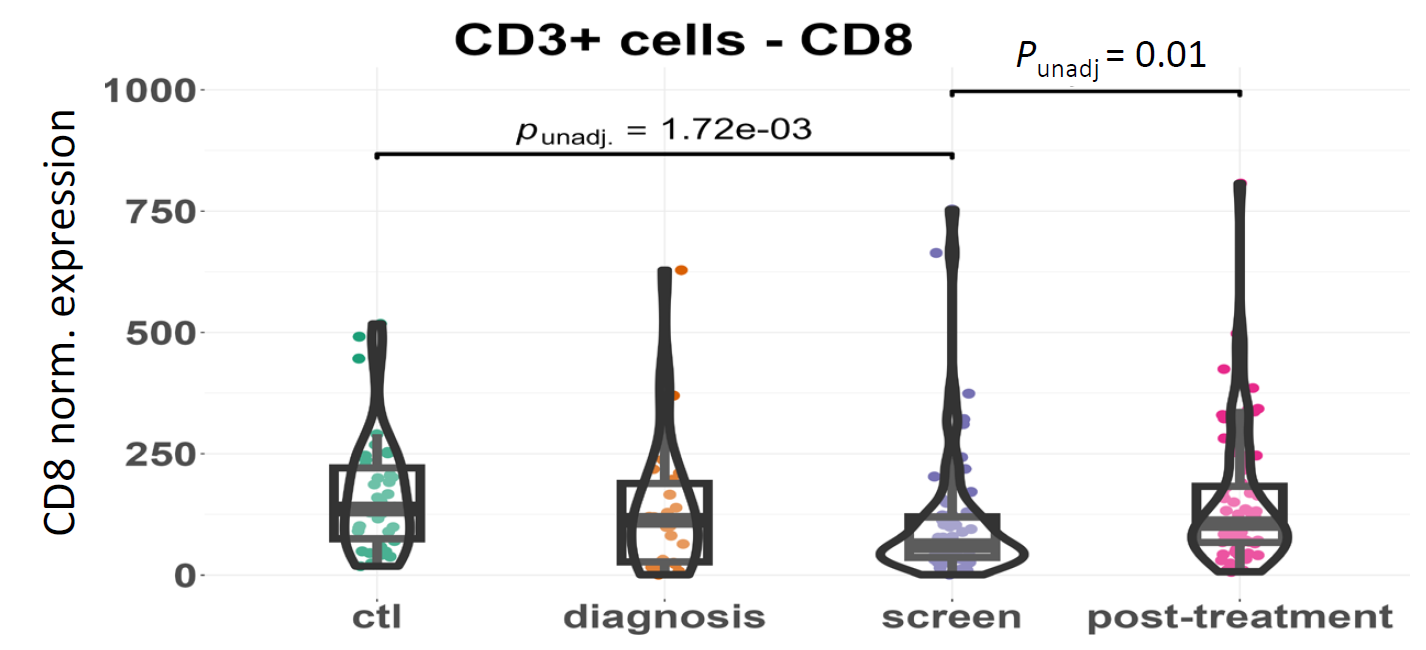 CD3+ cells - CD8
Punadj = 0.01
1000
punadj. = 1.72e-03
750
500
250
0
CD8 norm. expression
ctl
diagnosis
screen
post-treatment